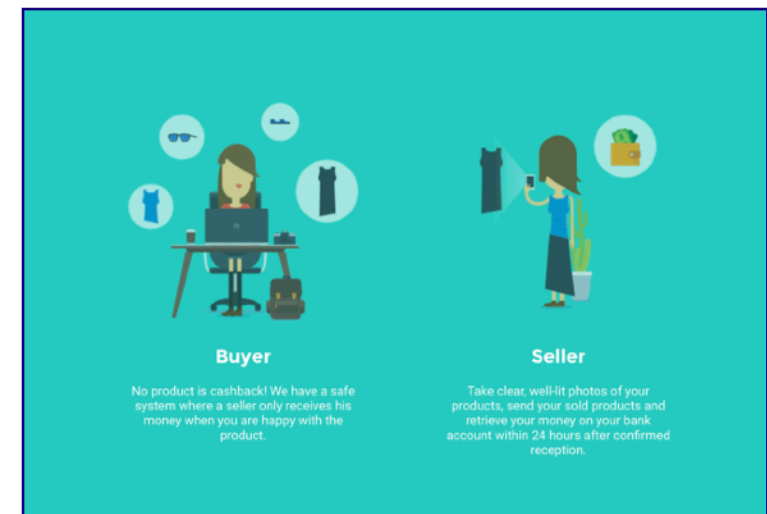 Buyer
No product is cashback! We have a safe
system where a seller only receives his
money when you are happy with the
product.
Seller
Take clear, well-lit photos of your
products, send your sold products and
retrieve your money on your bank
account within 24 hours after confirmed
reception.